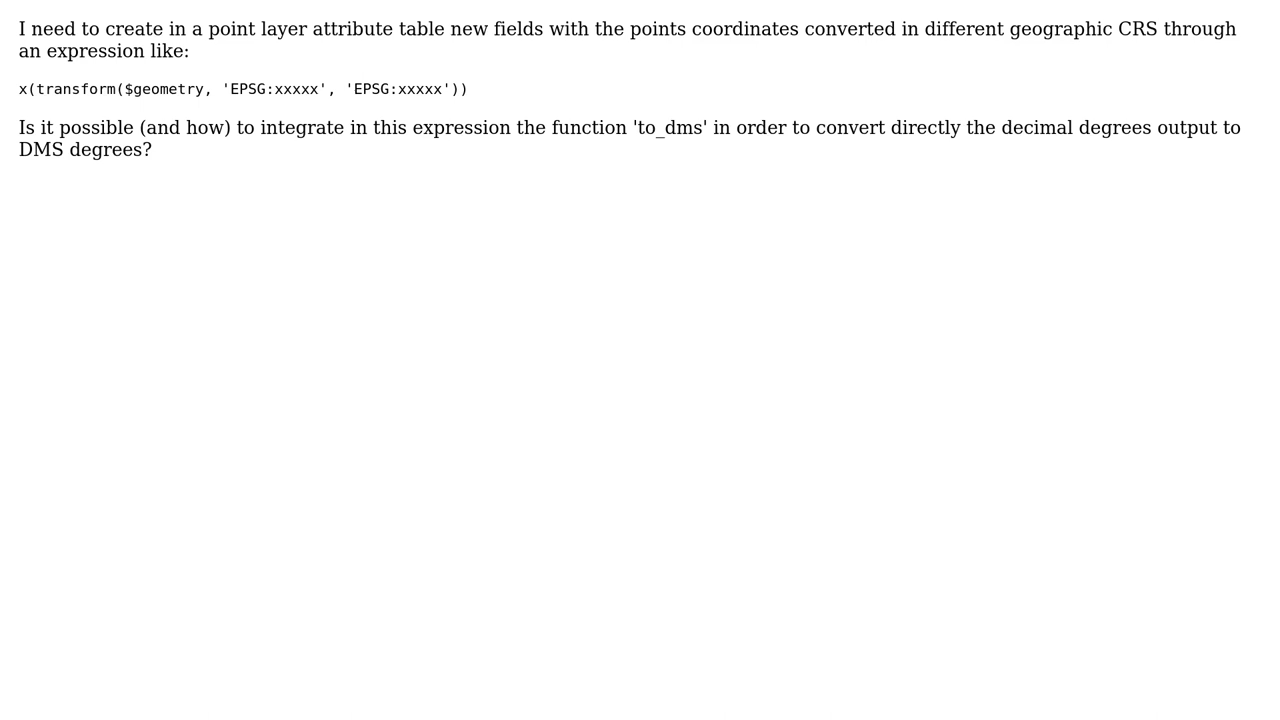 I need to create in a point layer attribute table new fields with the points coordinates converted in different geographic CRS through
an expression like:
x(transform($geometry, 'EPSG:xxxxx', 'EPSG:xxxxx'))
Is it possible (and how) to integrate in this expression the function 'to_dms' in order to convert directly the decimal degrees output to
DMS degrees?